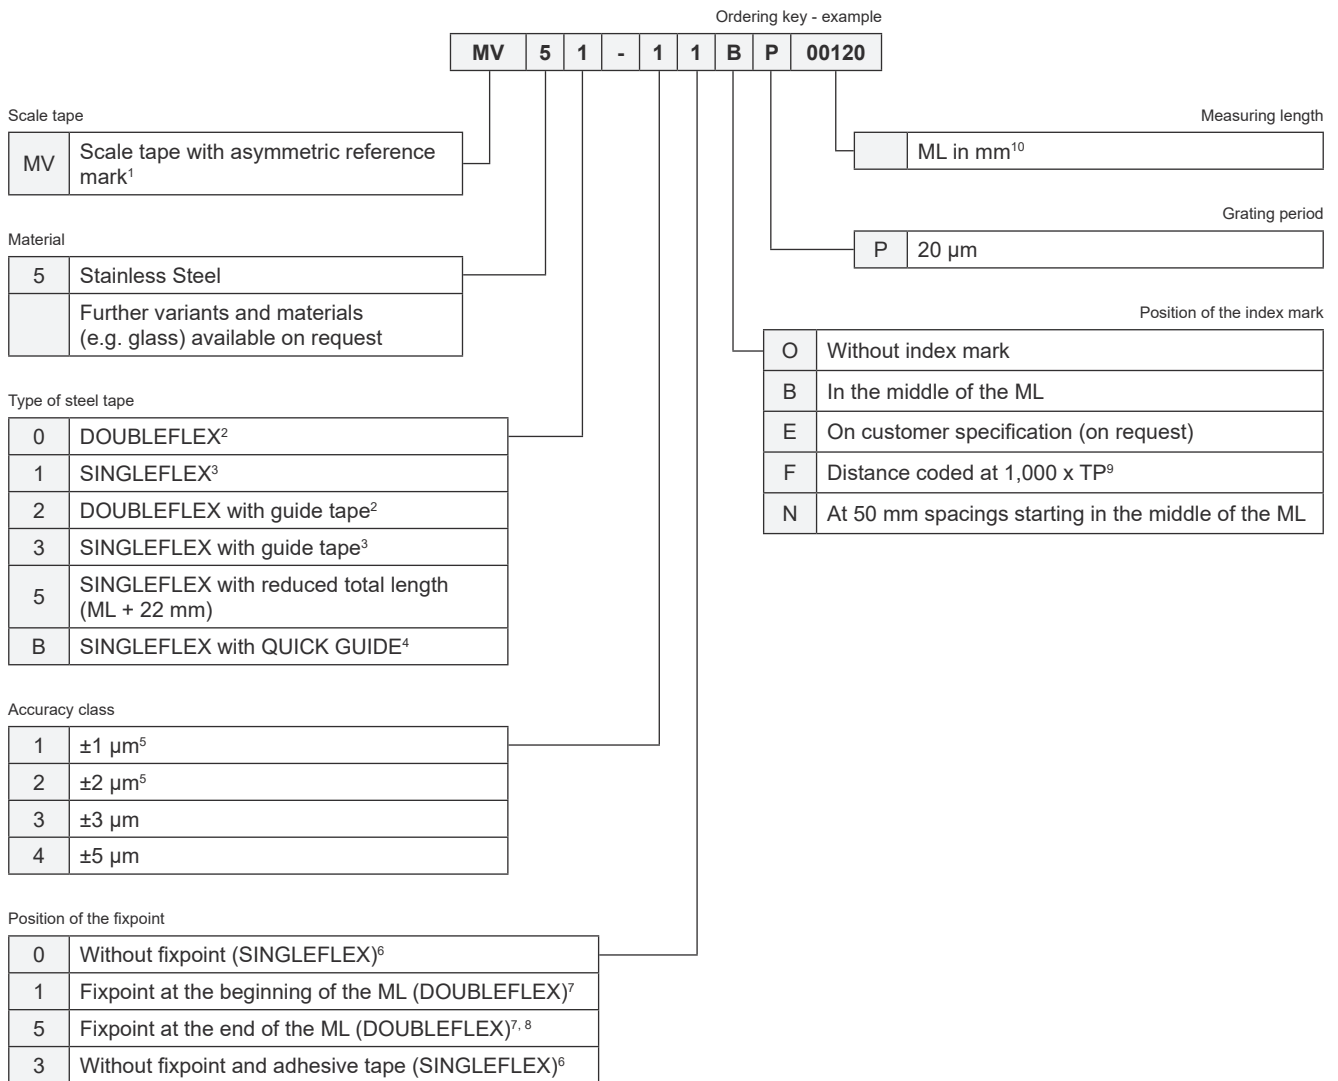 Ordering key - example
MV 5 1 - 1 1 B P 00120
Scale tape
MV Scale tape with asymmetric reference
mark¹
Material
5 Stainless Steel
Further variants and materials
(e.g. glass) available on request
Type of steel tape
0 DOUBLEFLEX²
1 SINGLEFLEX³
2 DOUBLEFLEX with guide tape²
3 SINGLEFLEX with guide tape³
5 SINGLEFLEX with reduced total length
(ML + 22 mm)
B SINGLEFLEX with QUICK GUIDE⁴
Accuracy class
1 ±1 µm⁵
2 ±2 µm⁵
3 ±3 µm
4 ±5 µm
Position of the fixpoint
0 Without fixpoint (SINGLEFLEX)⁶
1 Fixpoint at the beginning of the ML (DOUBLEFLEX)⁷
5 Fixpoint at the end of the ML (DOUBLEFLEX)⁷, ⁸
3 Without fixpoint and adhesive tape (SINGLEFLEX)⁶
Measuring length
ML in mm¹⁰
Grating period
P 20 µm
Position of the index mark
O Without index mark
B In the middle of the ML
E On customer specification (on request)
F Distance coded at 1,000 x TP⁹
N At 50 mm spacings starting in the middle of the ML